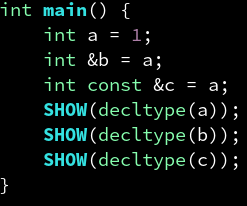 int main() {
    int a = 1;
    int &b = a;
    int const &c = a;
    SHOW(decltype(a));
    SHOW(decltype(b));
    SHOW(decltype(c));
}